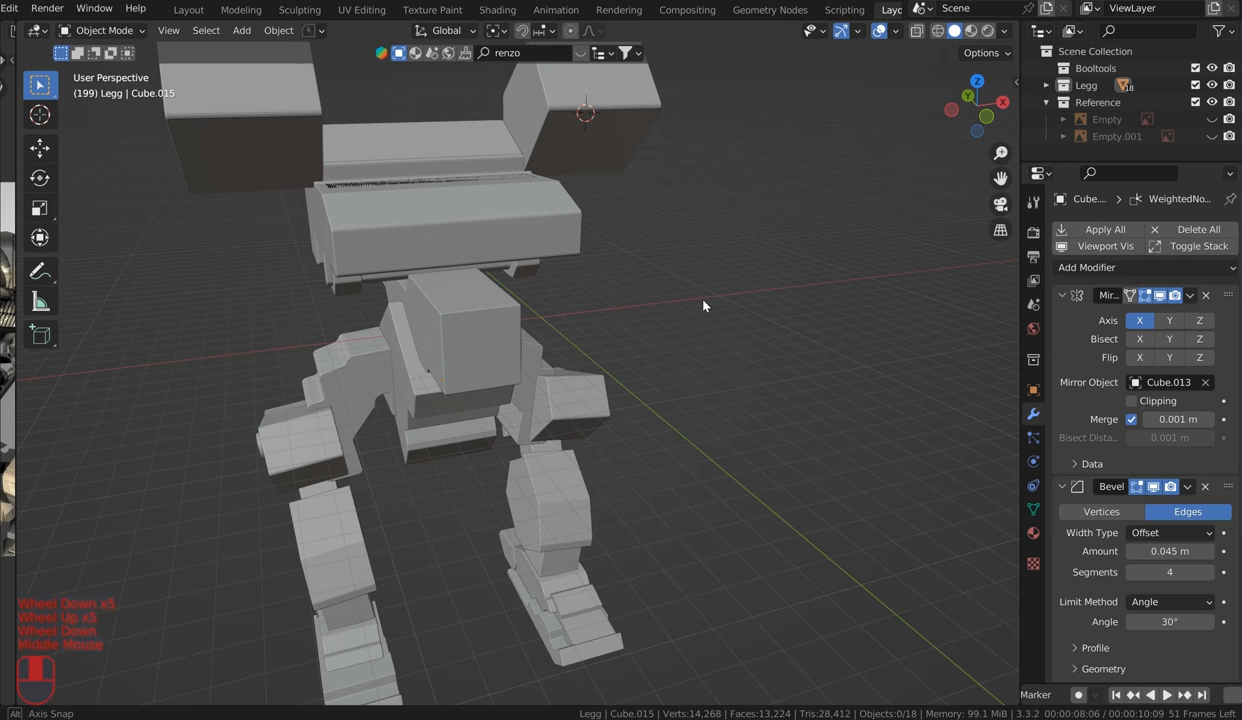 Edit Render Window Help Layout Modeling Sculpting UV Editing Texture Paint Shading Animation Rendering Compositing Geometry Nodes Scripting Layc Scene ViewLayer
Object Mode View Select Add Object Global
renzo Options
User Perspective
(199) Legg | Cube.015
Z
Y
X
Scene Collection
Booltools
Legg 18
Reference
Empty
Empty.001
Cube.... > WeightedNo...
Apply All Delete All
Viewport Vis Toggle Stack
Add Modifier
Mir...
Axis X Y Z
Bisect X Y Z
Flip X Y Z
Mirror Object Cube.013
Clipping
Merge 0.001 m
Bisect Dista... 0.001 m
Data
Bevel
Vertices Edges
Width Type Offset
Amount 0.045 m
Segments 4
Limit Method Angle
Angle 30°
Profile
Geometry
Wheel Down x5
Wheel Up x5
Wheel Down
Middle Mouse
Marker
Alt Axis Snap Legg | Cube.015 | Verts:14,268 | Faces:13,224 | Tris:28,412 | Objects:0/18 | Memory: 99.1 MiB | 3.3.2 00:00:08:06 / 00:00:10:09 51 Frames Left